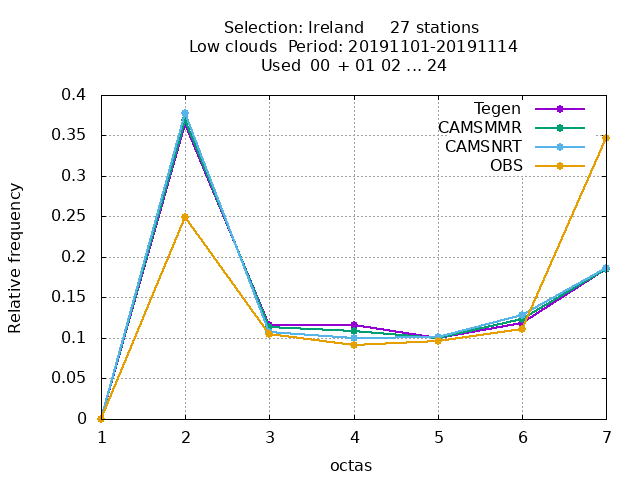 Selection: Ireland     27 stations
Low clouds  Period: 20191101-20191114
Used  00 + 01 02 ... 24
Tegen
CAMSMMR
CAMSNRT
OBS
0.4
0.35
0.3
0.25
0.2
0.15
0.1
0.05
0
Relative frequency
1 2 3 4 5 6 7
octas